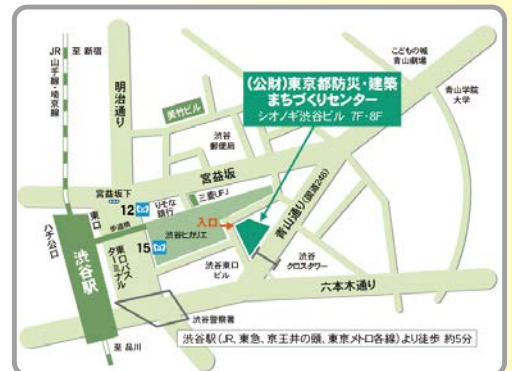 JR
至 新宿
山手線・埼京線
明治通り
美竹ビル
(公財)東京都防災・建築
まちづくりセンター
シオノギ渋谷ビル 7F・8F
こどもの城
青山劇場
青山学院
大学
渋谷
郵便局
宮益坂
宮益坂下
12
りそな
銀行
三菱UFJ
青山通り(国道246)
入口
東口
歩道橋
ハチ公口
渋谷駅
15
渋谷ヒカリエ
東口バス
ターミナル
渋谷東口
ビル
渋谷
クロスタワー
六本木通り
渋谷警察署
渋谷駅(JR、東急、京王井の頭、東京メトロ各線)より徒歩 約5分
至 品川